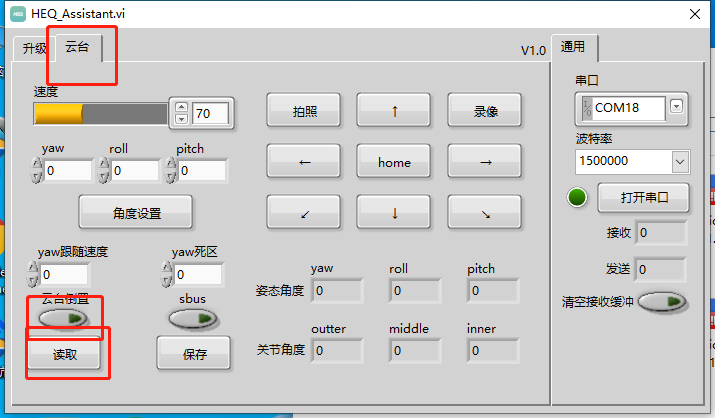 HEQ_Assistant.vi
升级 云台 V1.0 通用
速度
70
拍照 ↑ 录像
← home →
↙ ↓ ↘
yaw roll pitch
0 0 0
角度设置
yaw跟随速度 yaw死区
0 0
云台倒置 sbus
读取 保存
yaw roll pitch
姿态角度 0 0 0
outter middle inner
关节角度 0 0 0
串口
COM18
波特率
1500000
打开串口
接收 0
发送 0
清空接收缓冲